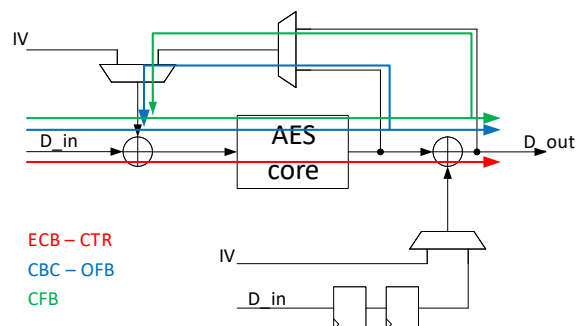 IV
D_in
AES
core
D_out
ECB – CTR
CBC – OFB
CFB
IV
D_in